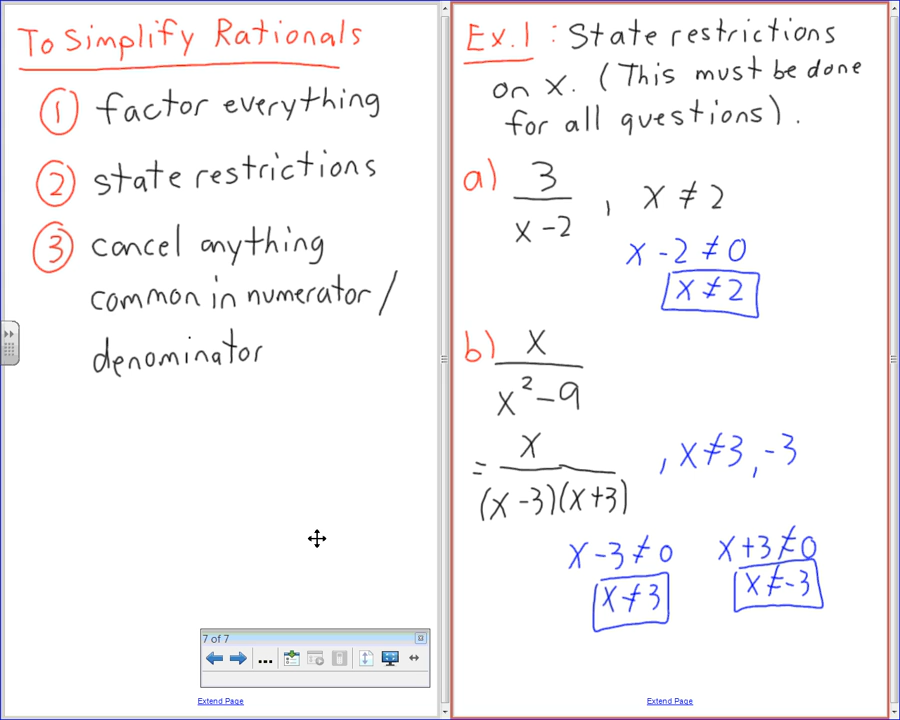 To Simplify Rationals
① factor everything
② state restrictions
③ cancel anything
common in numerator /
denominator
7 of 7
...
Extend Page
Ex.1 : State restrictions
on x. (This must be done
for all questions).
a) 3
x-2
, x ≠ 2
x -2 ≠ 0
x ≠ 2
b) x
x²-9
= x
(x -3)(x+3)
, x≠3, -3
x -3 ≠ 0
x ≠ 3
x +3 ≠ 0
x ≠ -3
Extend Page